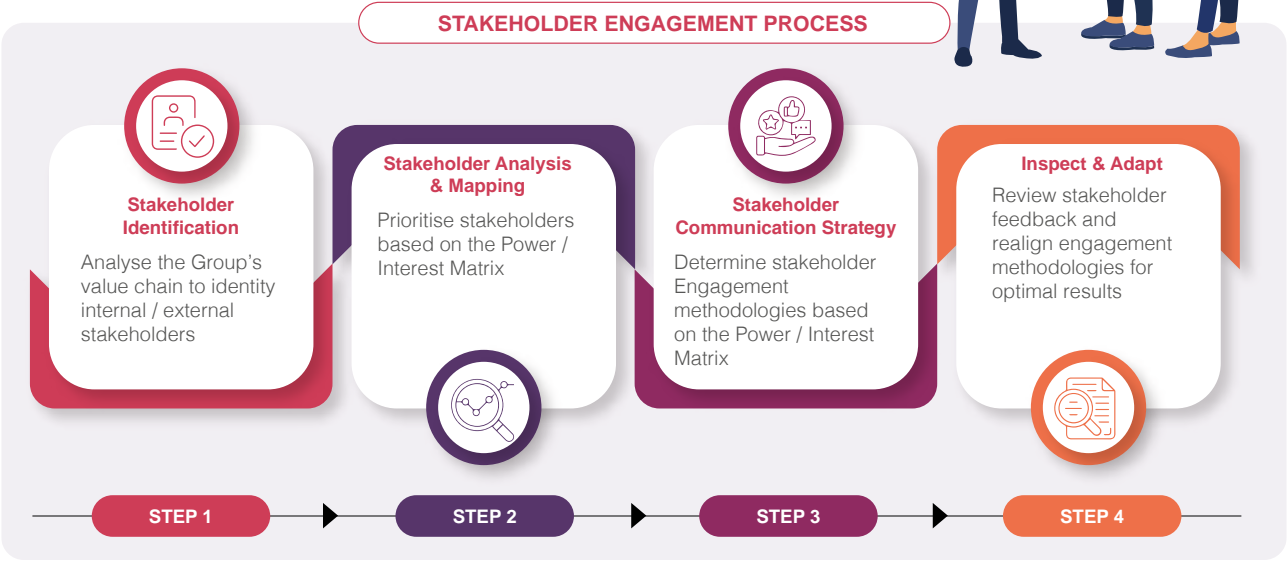 STAKEHOLDER ENGAGEMENT PROCESS
Stakeholder
Identification
Analyse the Group's
value chain to identity
internal / external
stakeholders
Stakeholder Analysis
& Mapping
Prioritise stakeholders
based on the Power /
Interest Matrix
Stakeholder
Communication Strategy
Determine stakeholder
Engagement
methodologies based
on the Power / Interest
Matrix
Inspect & Adapt
Review stakeholder
feedback and
realign engagement
methodologies for
optimal results
STEP 1
STEP 2
STEP 3
STEP 4